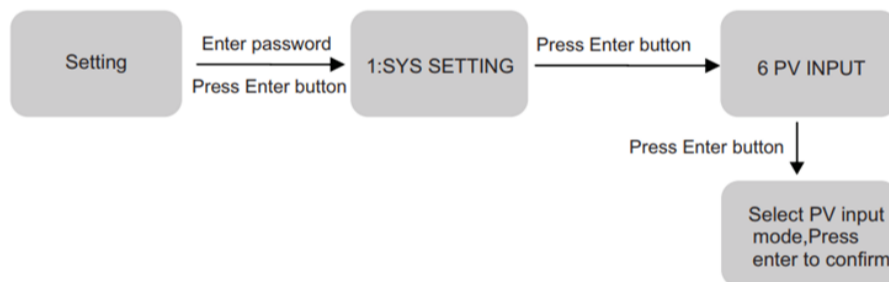 Setting
Enter password
Press Enter button
1:SYS SETTING
Press Enter button
6 PV INPUT
Press Enter button
Select PV input
mode,Press
enter to confirm